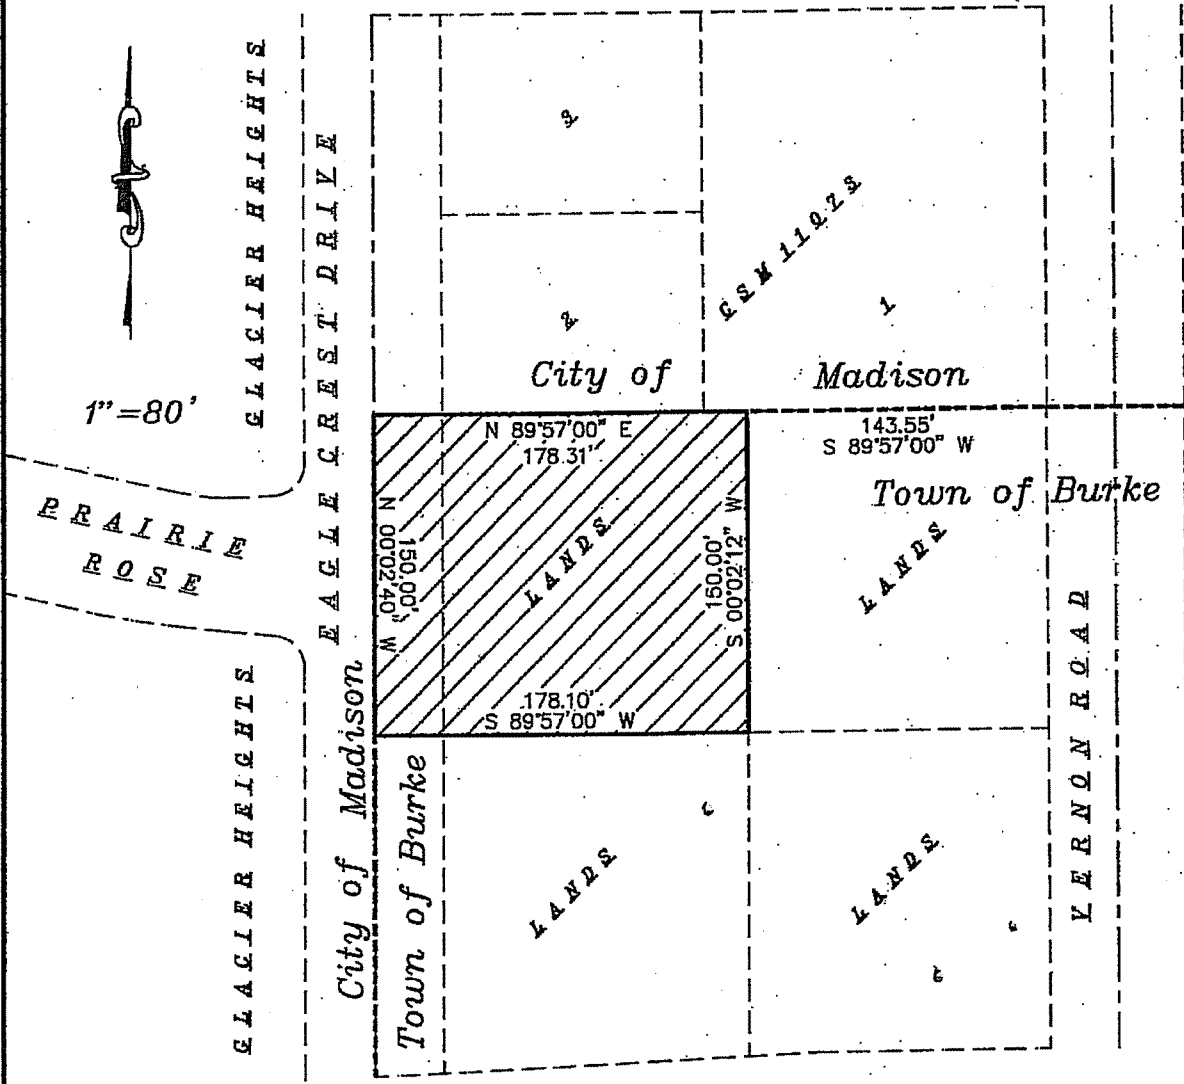 GLACIER HEIGHTS
EAGLE CREST DRIVE
3
CSM 11027S
2
1
City of Madison
1"=80'
N 89°57'00" E
178.31'
143.55'
S 89°57'00" W
Town of Burke
PRAIRIE
ROSE
N 00°02'40" W
150.00'
LANDS
150.00'
S 00°02'12" W
LANDS
178.10'
S 89°57'00" W
VERNON ROAD
GLACIER HEIGHTS
City of Madison
Town of Burke
LANDS
LANDS